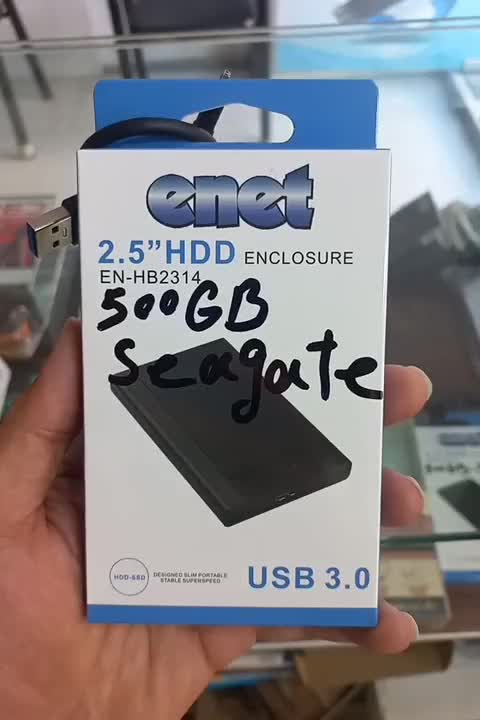 enet
2.5”HDD ENCLOSURE
EN-HB2314
500GB
Seagate
HDD-SSD
DESIGNED SLIM PORTABLE
STABLE SUPERSPEED
USB 3.0